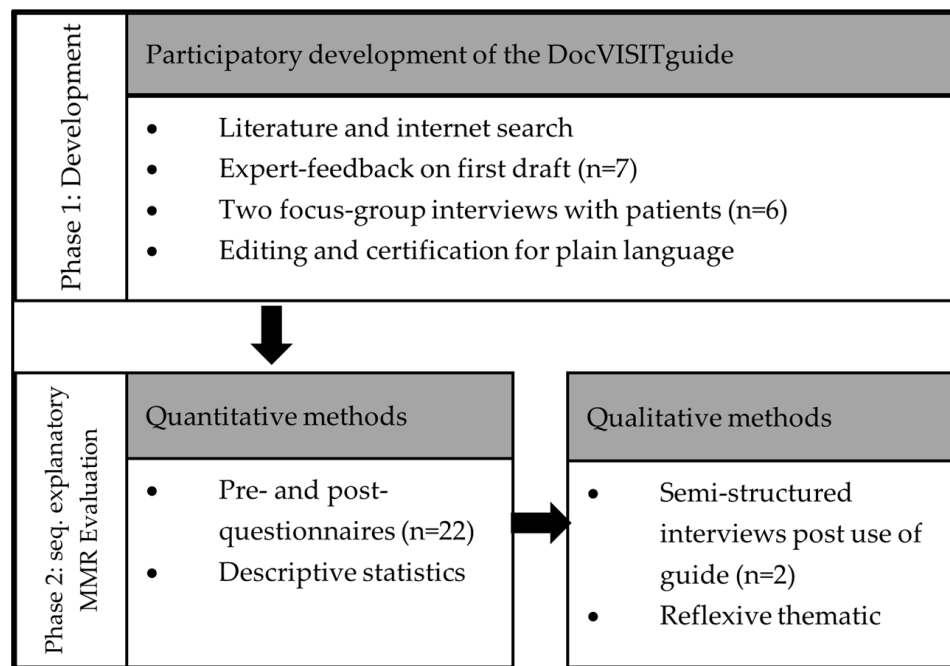 Phase 1: Development
Participatory development of the DocVISITguide
• Literature and internet search
• Expert-feedback on first draft (n=7)
• Two focus-group interviews with patients (n=6)
• Editing and certification for plain language
Phase 2: seq. explanatory
MMR Evaluation
Quantitative methods
• Pre- and post-
questionnaires (n=22)
• Descriptive statistics
Qualitative methods
• Semi-structured
interviews post use of
guide (n=2)
• Reflexive thematic